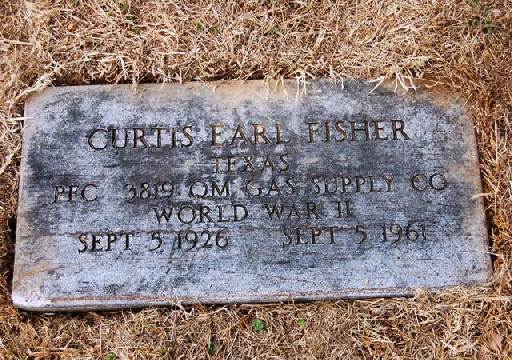 CURTIS EARL FISHER
TEXAS
PFC 3819 QM GAS SUPPLY CO
WORLD WAR II
SEPT 5 1926 SEPT 5 1961